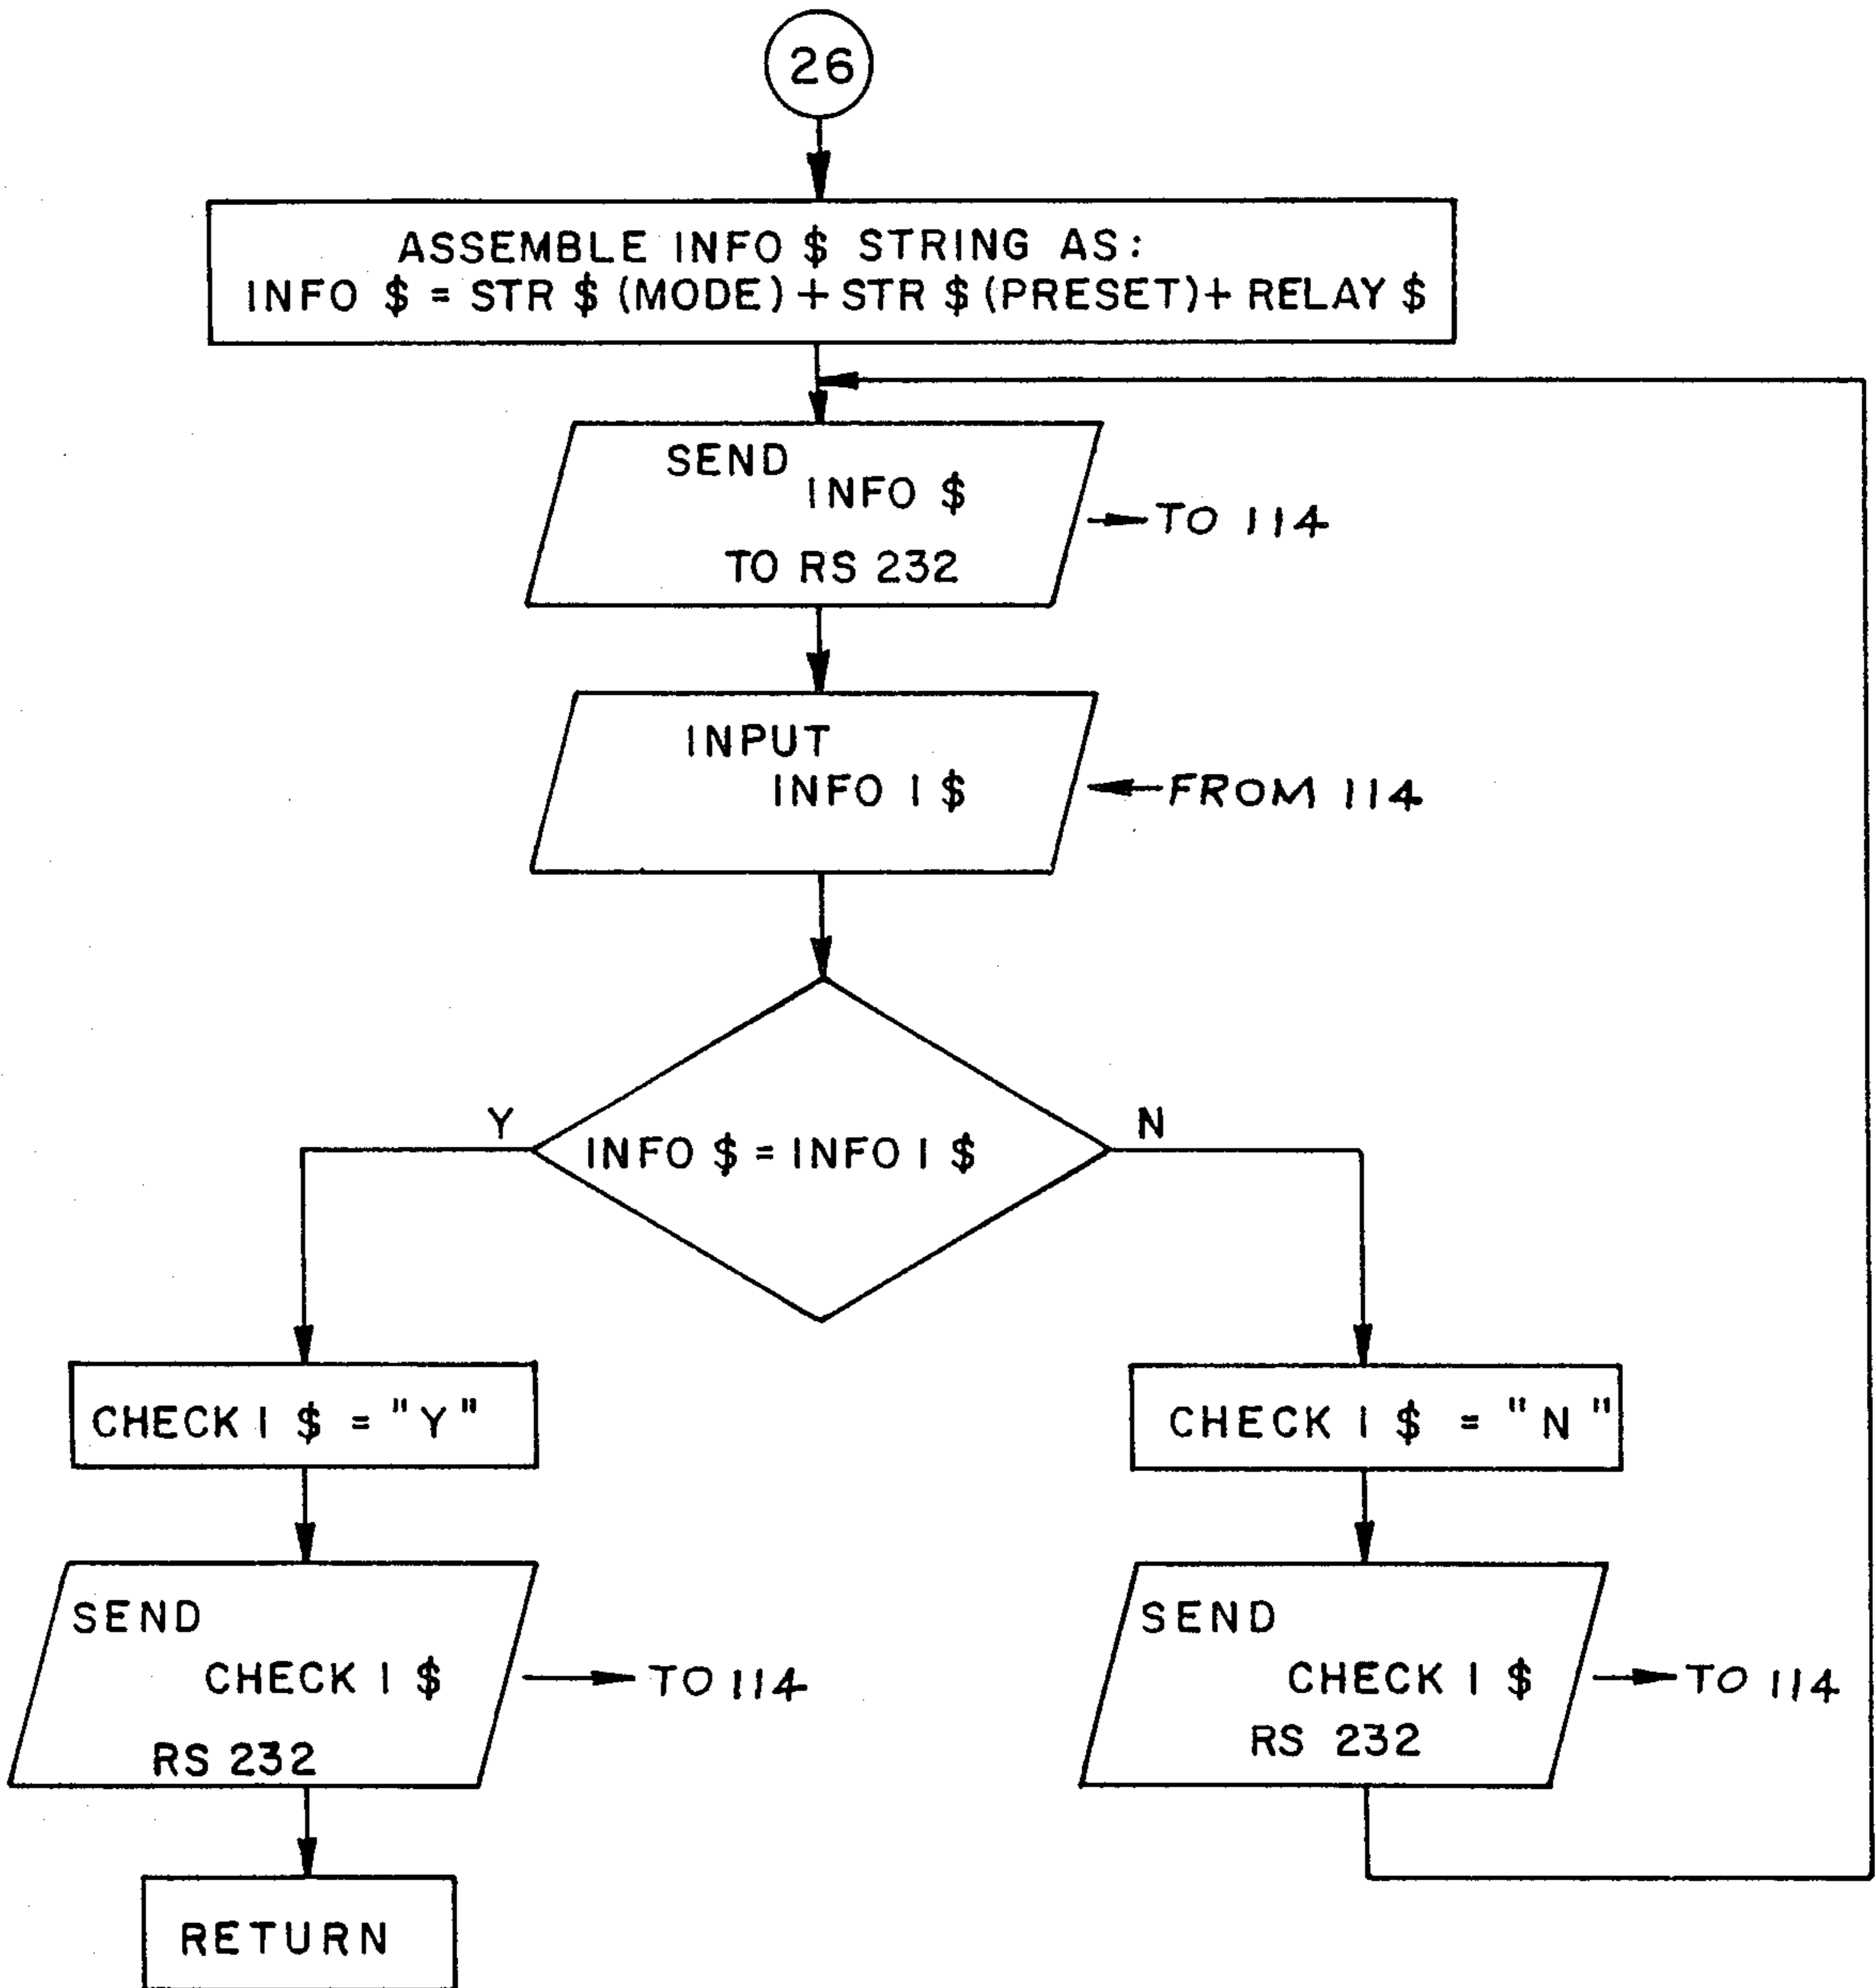 26
ASSEMBLE INFO $ STRING AS:
INFO $ = STR $ (MODE) + STR $ (PRESET) + RELAY $
SEND
INFO $
TO RS 232
TO 114
INPUT
INFO 1 $
FROM 114
Y
INFO $ = INFO 1 $
N
CHECK 1 $ = "Y"
CHECK 1 $ = "N"
SEND
CHECK 1 $
RS 232
TO 114
SEND
CHECK 1 $
RS 232
TO 114
RETURN